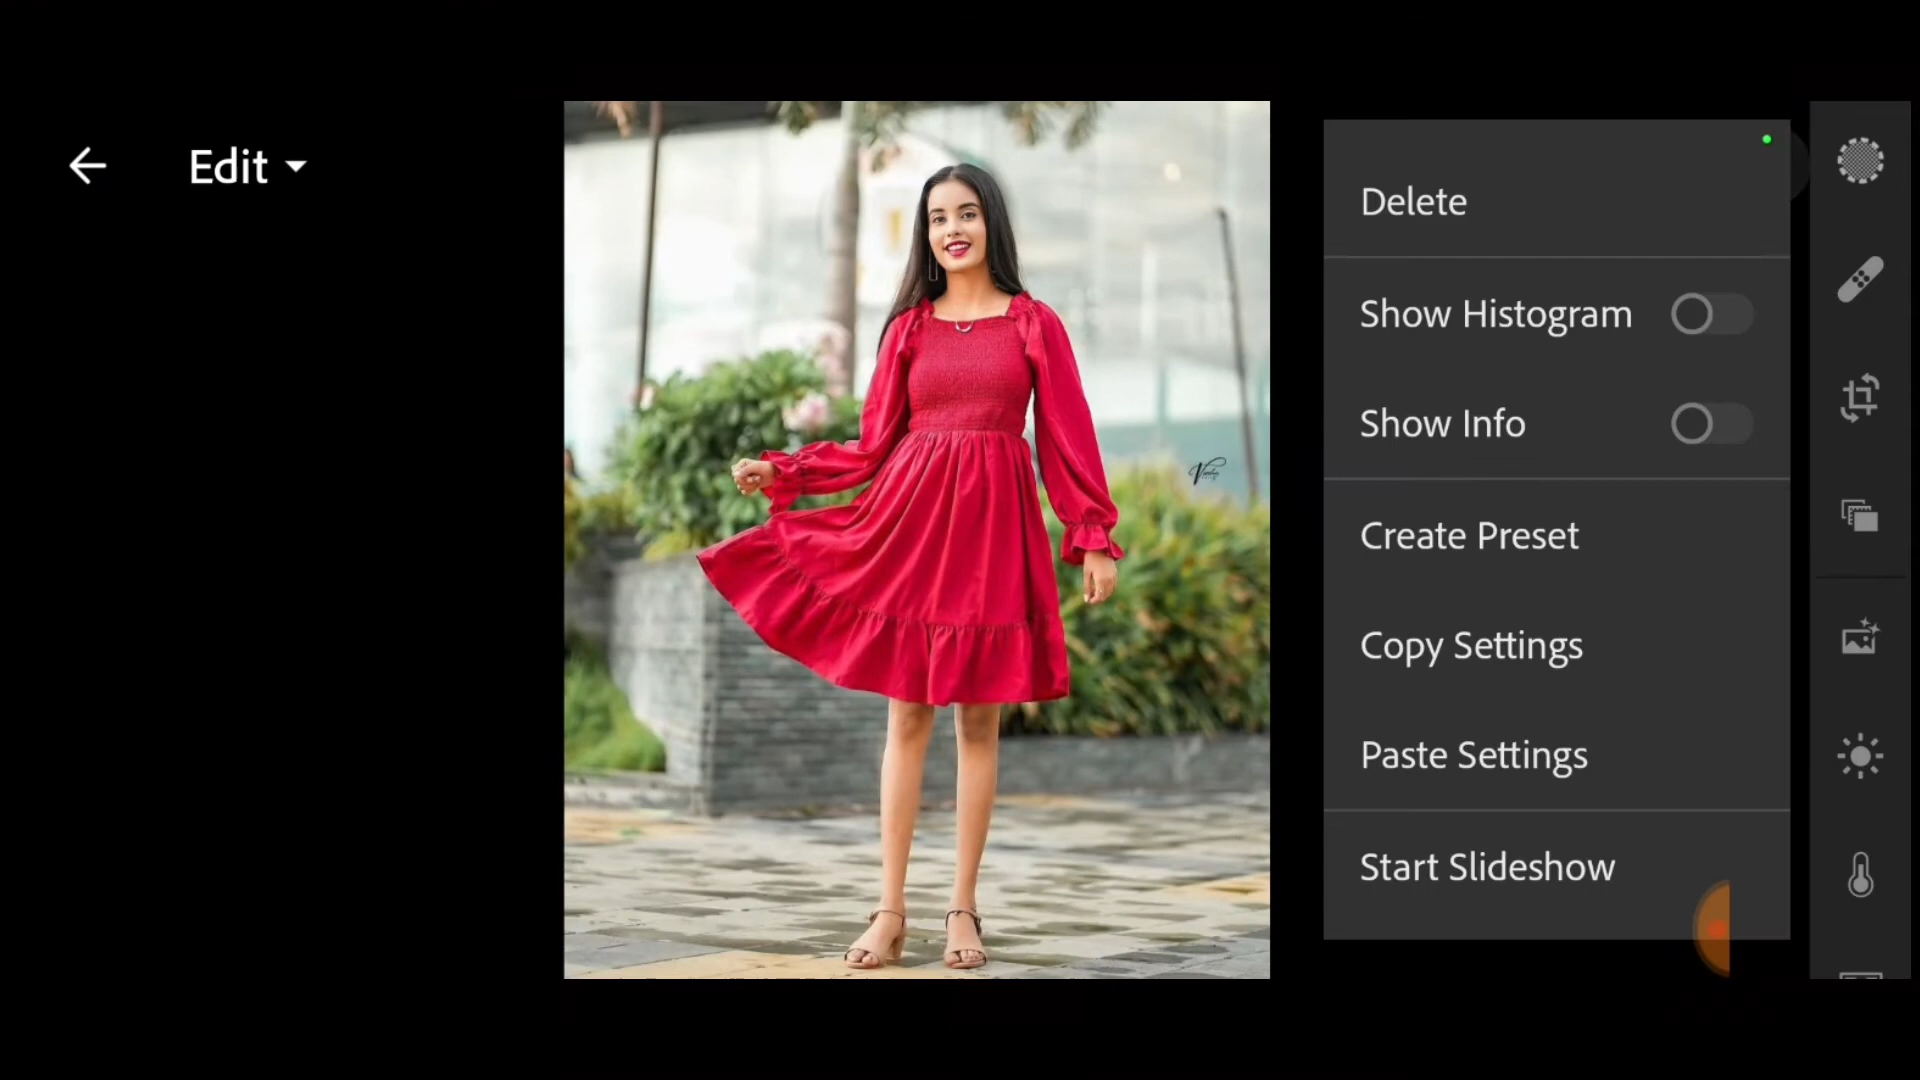 Edit
Delete
Show Histogram
Show Info
Create Preset
Copy Settings
Paste Settings
Start Slideshow